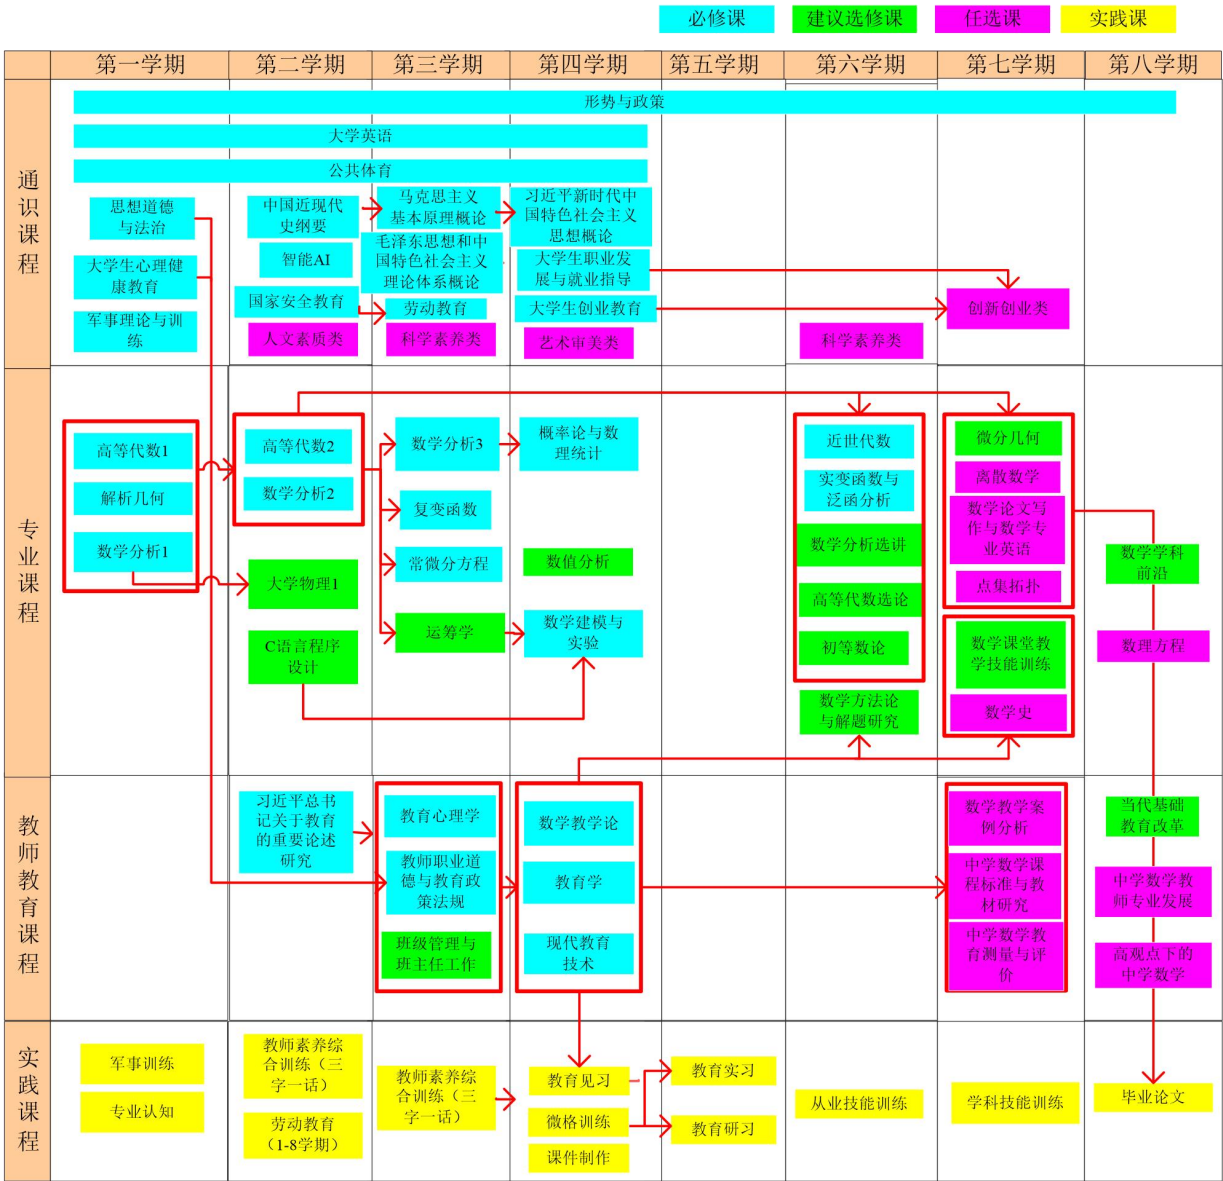 必修课
建议选修课
任选课
实践课
第一学期
第二学期
第三学期
第四学期
第五学期
第六学期
第七学期
第八学期
通识课程
形势与政策
大学英语
公共体育
思想道德
与法治
大学生心理健
康教育
军事理论与训
练
中国近现代
史纲要
智能AI
国家安全教育
人文素质类
马克思主义
基本原理概论
毛泽东思想和中
国特色社会主义
理论体系概论
劳动教育
科学素养类
习近平新时代中
国特色社会主义
思想概论
大学生职业发
展与就业指导
大学生创业教育
艺术审美类
科学素养类
创新创业类
专业课程
高等代数1
解析几何
数学分析1
高等代数2
数学分析2
大学物理1
C语言程序
设计
数学分析3
复变函数
常微分方程
运筹学
概率论与数
理统计
数值分析
数学建模与
实验
近世代数
实变函数与
泛函分析
数学分析选讲
高等代数选论
初等数论
数学方法论
与解题研究
微分几何
离散数学
数学论文写
作与数学专
业英语
点集拓扑
数学课堂教
学技能训练
数学史
数学学科
前沿
数理方程
教师教育课程
习近平总书
记关于教育
的重要论述
研究
教育心理学
教师职业道
德与教育政
策法规
班级管理与
班主任工作
数学教学论
教育学
现代教育
技术
数学教学案
例分析
中学数学课
程标准与教
材研究
中学数学教
育测量与评
价
当代基础
教育改革
中学数学教
师专业发展
高观点下的
中学数学
实践课程
军事训练
专业认知
教师素养综
合训练（三
字一话）
劳动教育
（1-8学期）
教师素养综
合训练（三
字一话）
教育见习
微格训练
课件制作
教育实习
教育研习
从业技能训练
学科技能训练
毕业论文